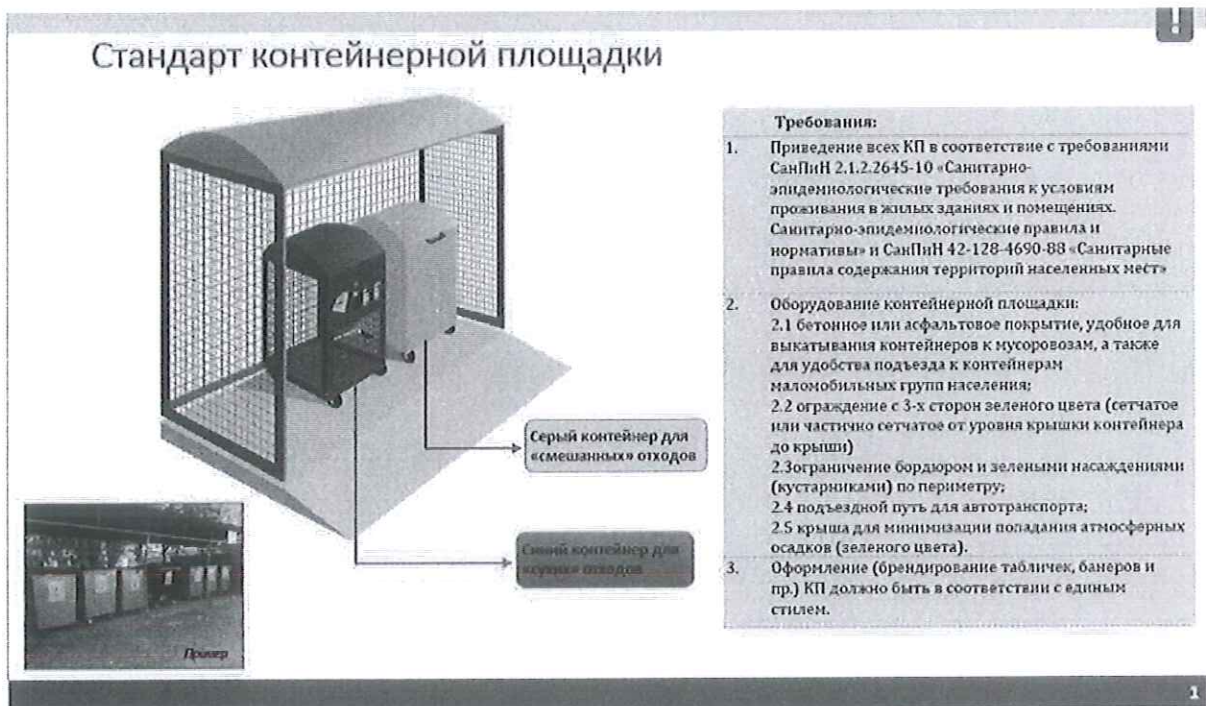 !
Стандарт контейнерной площадки
Требования:
1. Приведение всех КП в соответствие с требованиями
СанПиН 2.1.2.2645-10 «Санитарно-
эпидемиологические требования к условиям
проживания в жилых зданиях и помещениях.
Санитарно-эпидемиологические правила и
нормативы» и СанПиН 42-128-4690-88 «Санитарные
правила содержания территорий населенных мест»
2. Оборудование контейнерной площадки:
2.1 бетонное или асфальтовое покрытие, удобное для
выкатывания контейнеров к мусоровозам, а также
для удобства подъезда к контейнерам
маломобильных групп населения;
2.2 ограждение с 3-х сторон зеленого цвета (сетчатое
или частично сетчатое от уровня крышки контейнера
до крыши)
2.3ограничение бордюром и зелеными насаждениями
(кустарниками) по периметру;
2.4 подъездной путь для автотранспорта;
2.5 крыша для минимизации попадания атмосферных
осадков (зеленого цвета).
3. Оформление (брендирование табличек, банеров и
пр.) КП должно быть в соответствии с единым
стилем.
Серый контейнер для
«смешанных» отходов
Синий контейнер для
«сухих» отходов
Пример
1